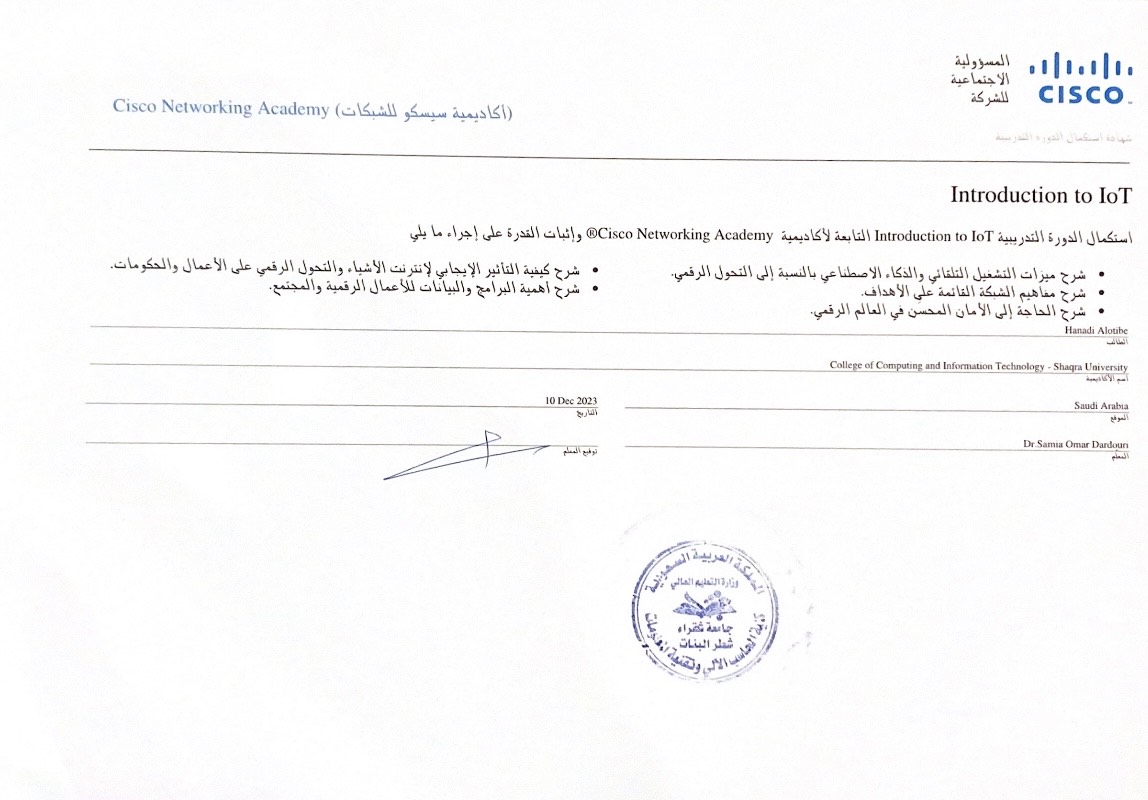 المسؤولية
الاجتماعية
للشركة
CISCO
Cisco Networking Academy (أكاديمية سيسكو للشبكات)
شهادة استكمال الدورة التدريبية
Introduction to IoT
استكمال الدورة التدريبية Introduction to IoT التابعة لأكاديمية Cisco Networking Academy® وإثبات القدرة على إجراء ما يلي
• شرح ميزات التشغيل التلقائي والذكاء الاصطناعي بالنسبة إلى التحول الرقمي.
• شرح مفاهيم الشبكة القائمة على الأهداف.
• شرح الحاجة إلى الأمان المحسن في العالم الرقمي.
• شرح كيفية التأثير الإيجابي لإنترنت الأشياء والتحول الرقمي على الأعمال والحكومات.
• شرح أهمية البرامج والبيانات للأعمال الرقمية والمجتمع.
Hanadi Alotibe
الطالب
College of Computing and Information Technology - Shaqra University
اسم الأكاديمية
Saudi Arabia
الموقع
10 Dec 2023
التاريخ
Dr.Samia Omar Dardouri
المعلم
توقيع المعلم
المملكة العربية السعودية
وزارة التعليم العالي
جامعة شقراء
شطر البنات
كلية الحاسب الآلي وتقنية المعلومات